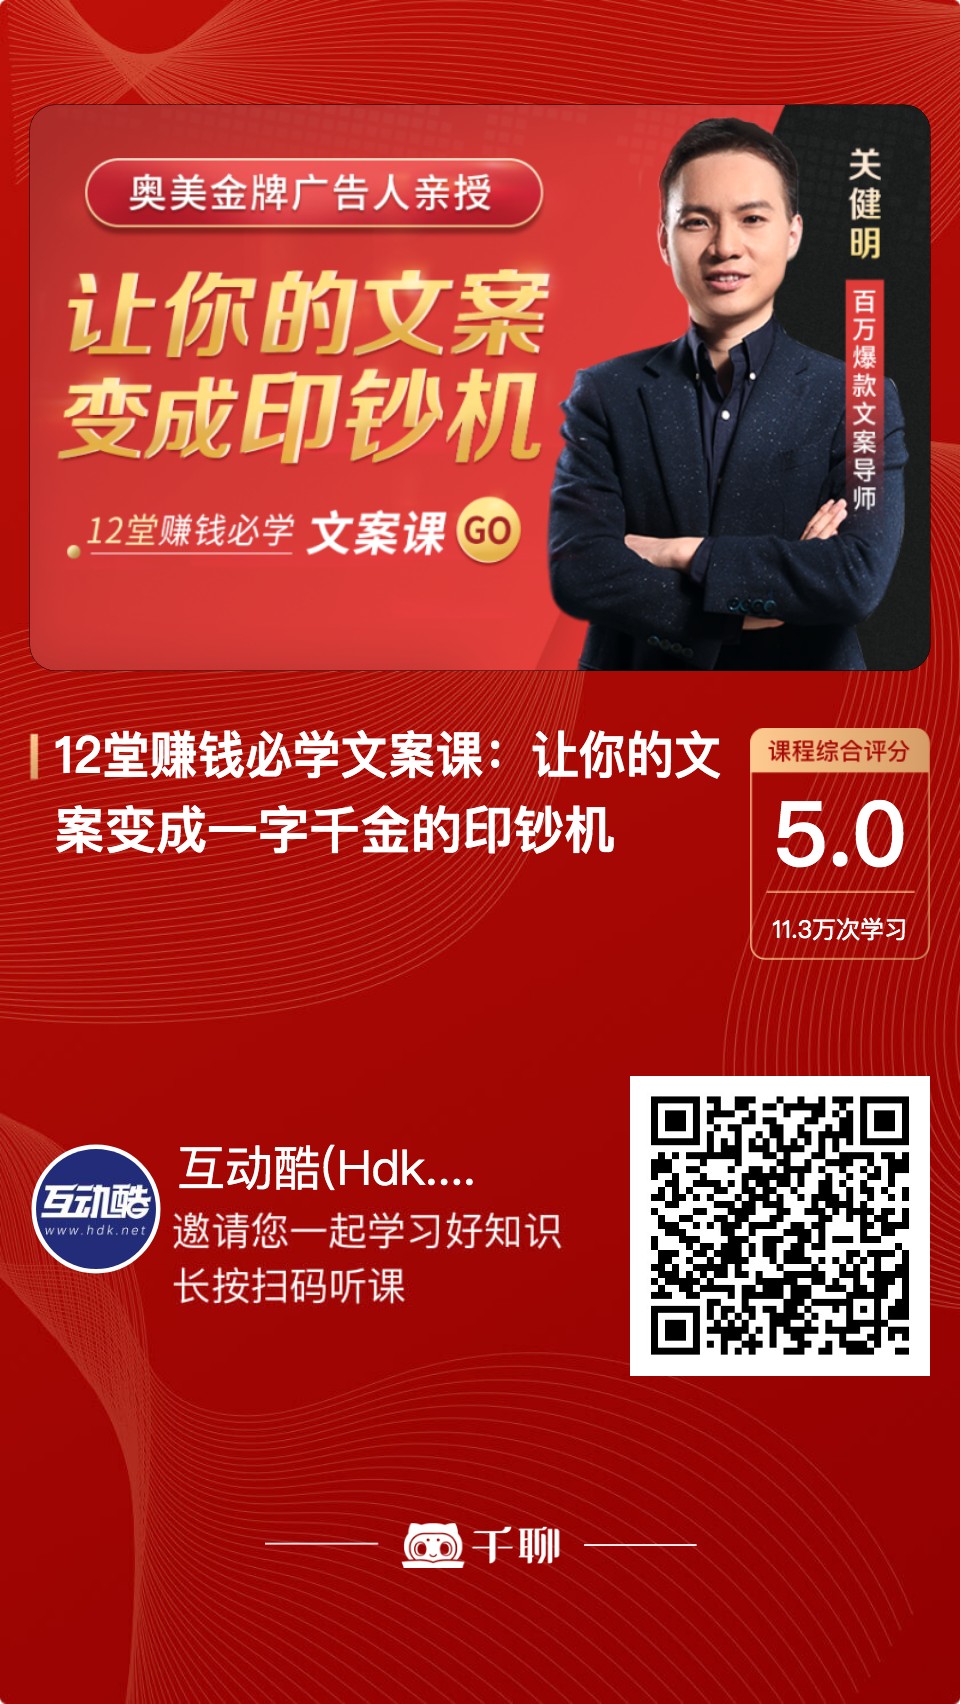 奥美金牌广告人亲授
让你的文案
变成印钞机
12堂赚钱必学 文案课 GO
关健明
百万爆款文案导师
12堂赚钱必学文案课：让你的文
案变成一字千金的印钞机
课程综合评分
5.0
11.3万次学习
互动酷
www.hdk.net
互动酷(Hdk....
邀请您一起学习好知识
长按扫码听课
千聊